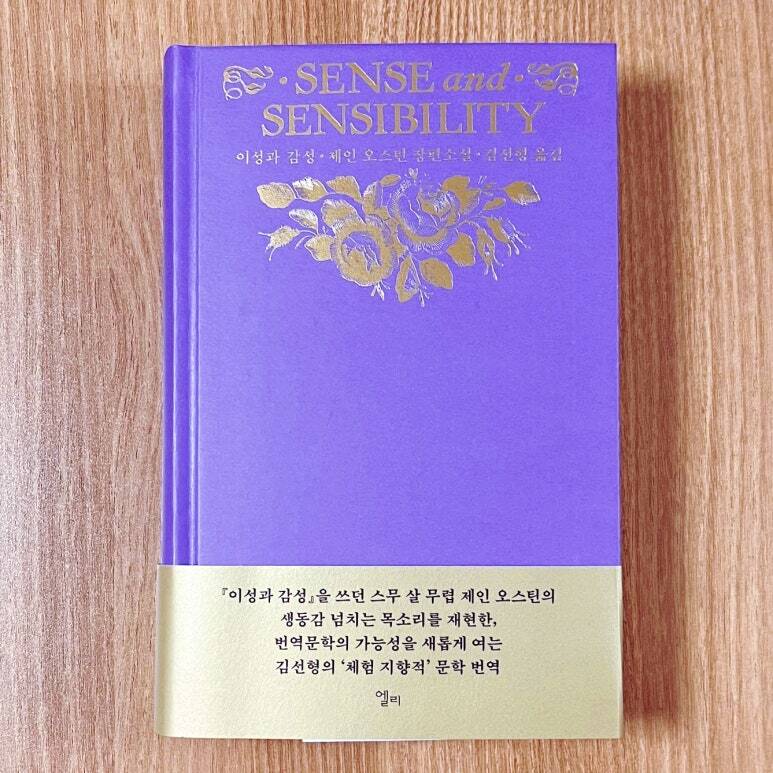 SENSE and
SENSIBILITY
이성과 감성 · 제인 오스틴 장편소설 · 김선형 옮김
『이성과 감성』을 쓰던 스무 살 무렵 제인 오스틴의
생동감 넘치는 목소리를 재현한,
번역문학의 가능성을 새롭게 여는
김선형의 ‘체험 지향적’ 문학 번역
엘리